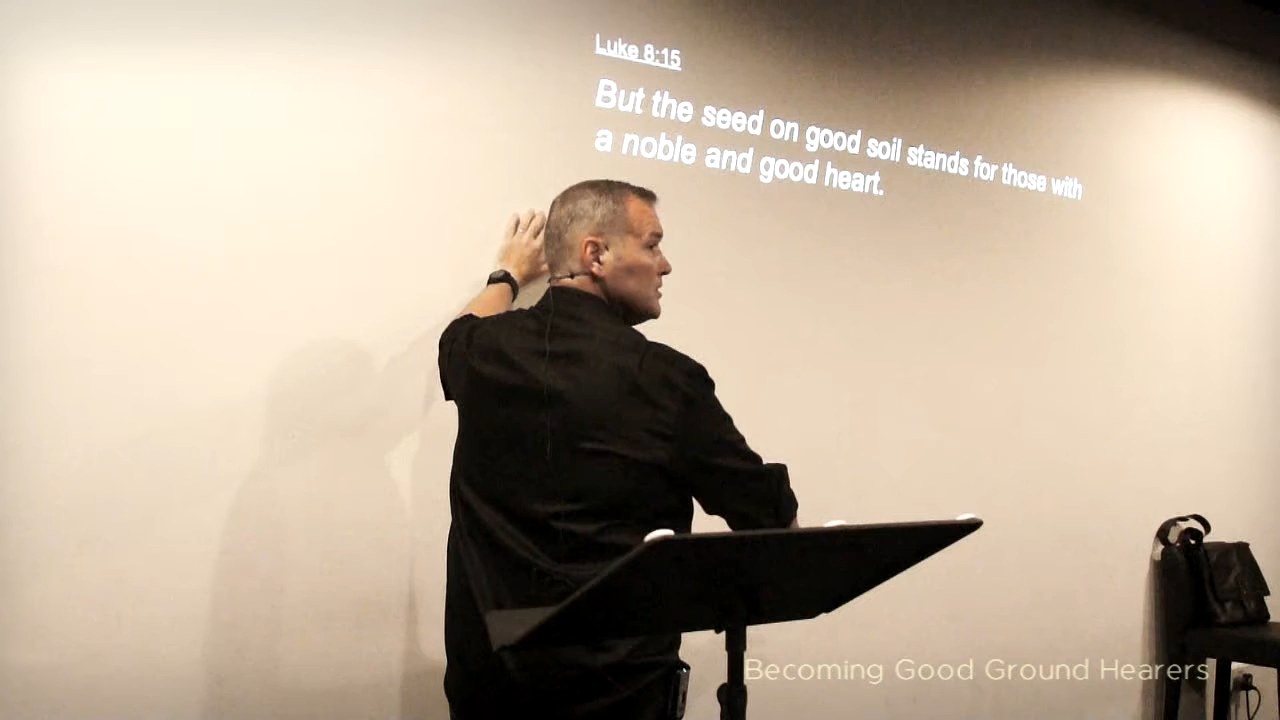 Luke 8:15
But the seed on good soil stands for those with
a noble and good heart.
Becoming Good Ground Hearers